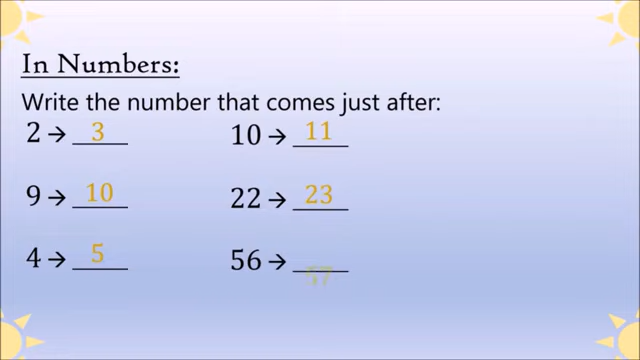 In Numbers:
Write the number that comes just after:
2 → 3 10 → 11
9 → 10 22 → 23
4 → 5 56 → 57